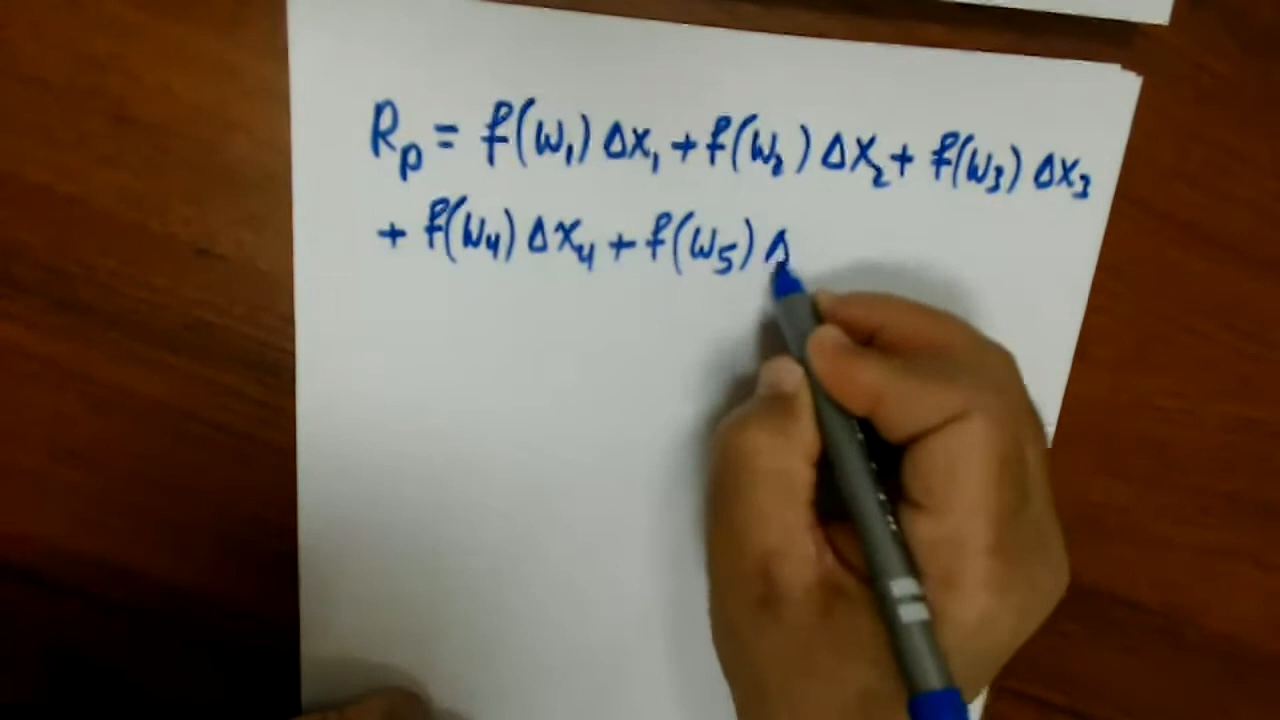 Rp = f(w₁) Δx₁ + f(w₂) Δx₂ + f(w₃) Δx₃
+ f(w₄) Δx₄ + f(w₅) Δ